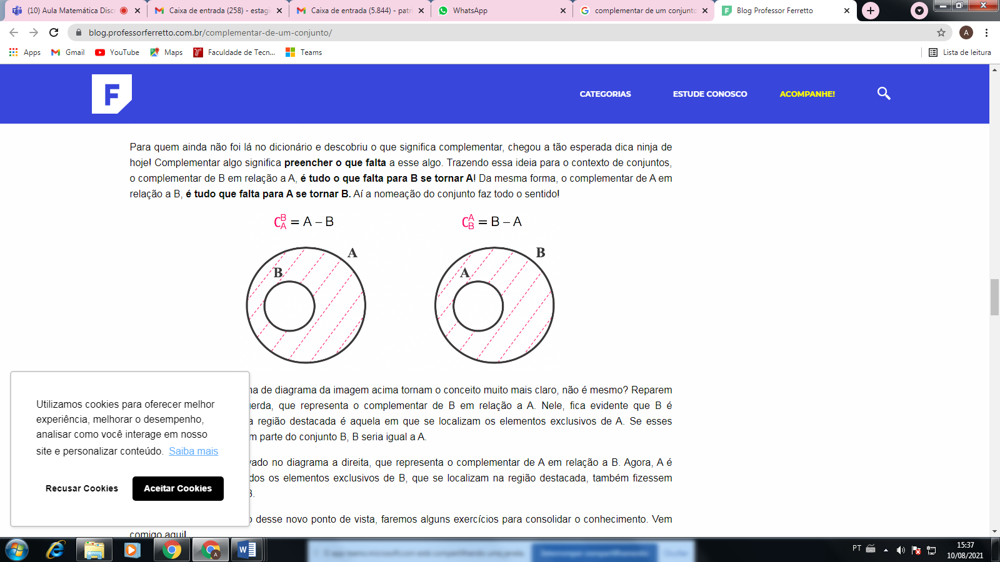 (10) Aula Matemática Disc
Caixa de entrada (258) - estagi
Caixa de entrada (5.844) - patr
WhatsApp
complementar de um conjunto
Blog Professor Ferretto
blog.professorferretto.com.br/complementar-de-um-conjunto/
A
Apps
Gmail
YouTube
Maps
Faculdade de Tecn...
Teams
Lista de leitura
F
CATEGORIAS
ESTUDE CONOSCO
ACOMPANHE!
Para quem ainda não foi lá no dicionário e descobriu o que significa complementar, chegou a tão esperada dica ninja de
hoje! Complementar algo significa preencher o que falta a esse algo. Trazendo essa ideia para o contexto de conjuntos,
o complementar de B em relação a A, é tudo o que falta para B se tornar A! Da mesma forma, o complementar de A em
relação a B, é tudo que falta para A se tornar B. Aí a nomeação do conjunto faz todo o sentido!
C_A^B = A – B
C_B^A = B – A
A
B
B
A
na de diagrama da imagem acima tornam o conceito muito mais claro, não é mesmo? Reparem
uerda, que representa o complementar de B em relação a A. Nele, fica evidente que B é
a região destacada é aquela em que se localizam os elementos exclusivos de A. Se esses
m parte do conjunto B, B seria igual a A.
vado no diagrama a direita, que representa o complementar de A em relação a B. Agora, A é
dos os elementos exclusivos de B, que se localizam na região destacada, também fizessem
B.
o desse novo ponto de vista, faremos alguns exercícios para consolidar o conhecimento. Vem
comigo aqui!
Utilizamos cookies para oferecer melhor
experiência, melhorar o desempenho,
analisar como você interage em nosso
site e personalizar conteúdo. Saiba mais
Recusar Cookies
Aceitar Cookies
PT
15:37
10/08/2021